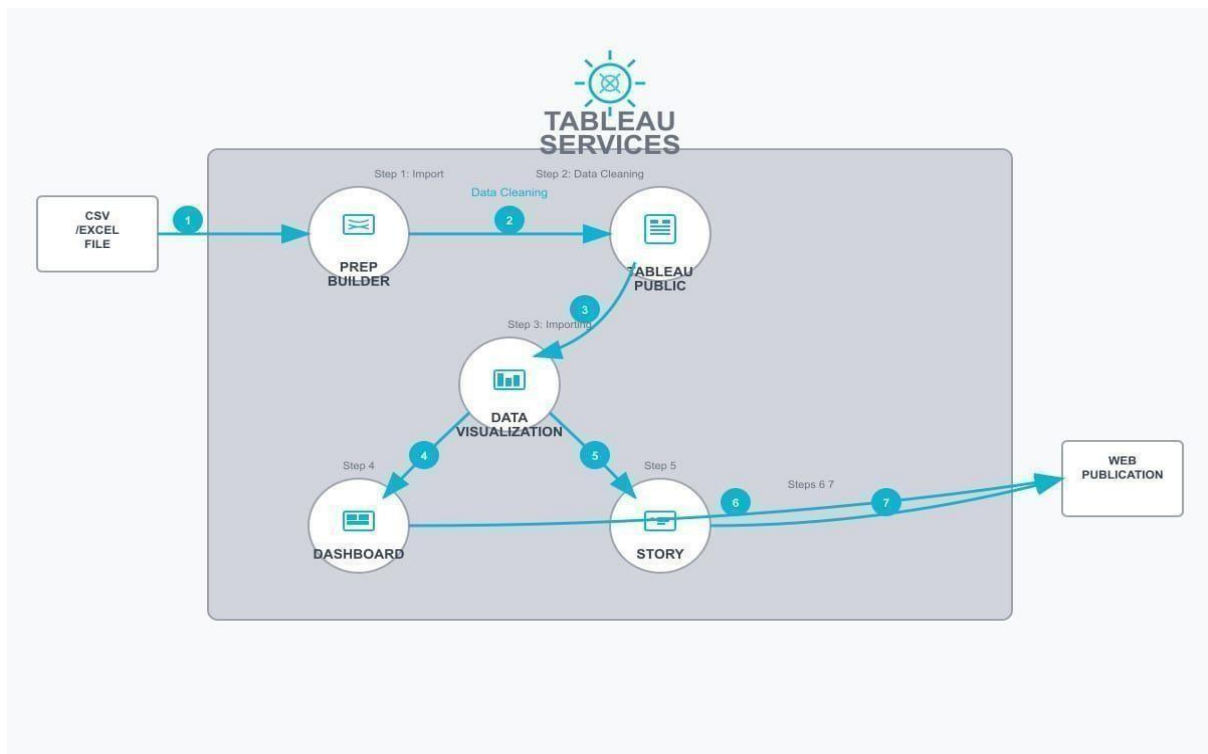 TABLEAU
SERVICES
Step 1: Import
Step 2: Data Cleaning
Data Cleaning
CSV
/EXCEL
FILE
1
2
PREP
BUILDER
TABLEAU
PUBLIC
3
Step 3: Importing
DATA
VISUALIZATION
4
5
Step 4
Step 5
Steps 6 7
WEB
PUBLICATION
6
7
DASHBOARD
STORY